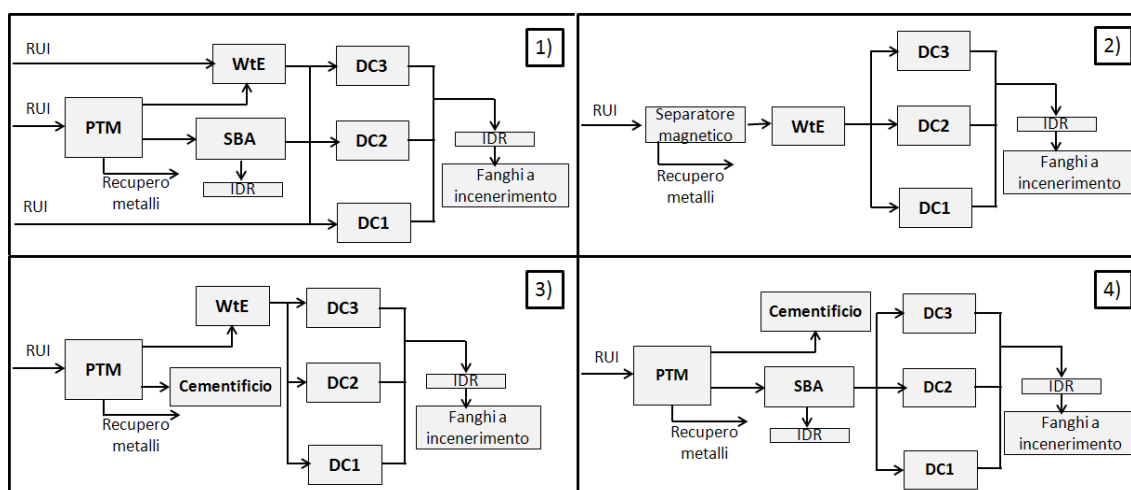 1)
RUI
WtE
DC3
RUI
PTM
SBA
DC2
IDR
Recupero
metalli
IDR
Fanghi a
incenerimento
RUI
DC1
2)
DC3
RUI
Separatore
magnetico
WtE
DC2
IDR
Recupero
metalli
Fanghi a
incenerimento
DC1
3)
WtE
DC3
RUI
PTM
Cementificio
DC2
IDR
Recupero
metalli
Fanghi a
incenerimento
DC1
4)
Cementificio
DC3
RUI
PTM
SBA
DC2
IDR
Recupero
metalli
IDR
Fanghi a
incenerimento
DC1